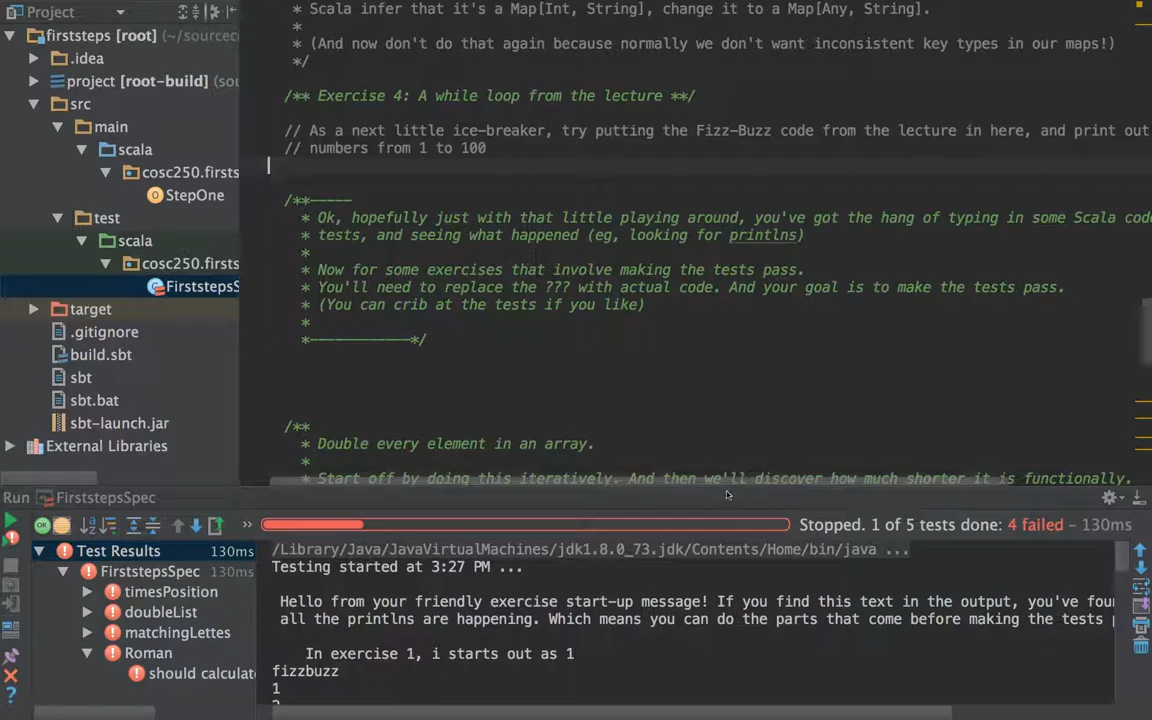 Project
firststeps [root] (~/sourcec
.idea
project [root-build] (sou
src
main
scala
cosc250.firsts
StepOne
test
scala
cosc250.firsts
FirststepsS
target
.gitignore
build.sbt
sbt
sbt.bat
sbt-launch.jar
External Libraries
* Scala infer that it's a Map[Int, String], change it to a Map[Any, String].
*
* (And now don't do that again because normally we don't want inconsistent key types in our maps!)
*/
/** Exercise 4: A while loop from the lecture **/
// As a next little ice-breaker, try putting the Fizz-Buzz code from the lecture in here, and print out
// numbers from 1 to 100
/**-----
* Ok, hopefully just with that little playing around, you've got the hang of typing in some Scala code
* tests, and seeing what happened (eg, looking for printlns)
*
* Now for some exercises that involve making the tests pass.
* You'll need to replace the ??? with actual code. And your goal is to make the tests pass.
* (You can crib at the tests if you like)
*
*------------*/
/**
* Double every element in an array.
*
* Start off by doing this iteratively. And then we'll discover how much shorter it is functionally.
Run FirststepsSpec
Stopped. 1 of 5 tests done: 4 failed - 130ms
Test Results 130ms
FirststepsSpec 130ms
timesPosition
doubleList
matchingLettes
Roman
should calculate
/Library/Java/JavaVirtualMachines/jdk1.8.0_73.jdk/Contents/Home/bin/java ...
Testing started at 3:27 PM ...
Hello from your friendly exercise start-up message! If you find this text in the output, you've four
all the printlns are happening. Which means you can do the parts that come before making the tests
In exercise 1, i starts out as 1
fizzbuzz
1